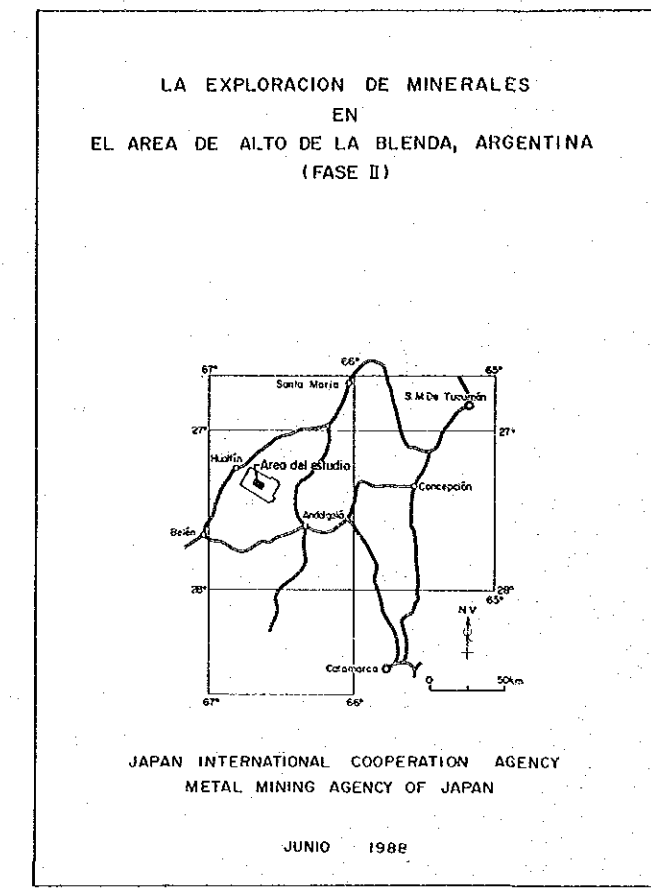 LA EXPLORACION DE MINERALES
EN
EL AREA DE ALTO DE LA BLENDA, ARGENTINA
(FASE II)
67° 66° 65°
Santa María
S.M.De Tucumán
27° 27°
Hualfín
Area del estudio
Concepción
Andalgalá
Belén
28° 28°
65°
NV
Catamarca
0 50km
67° 66°
JAPAN INTERNATIONAL COOPERATION AGENCY
METAL MINING AGENCY OF JAPAN
JUNIO 1988